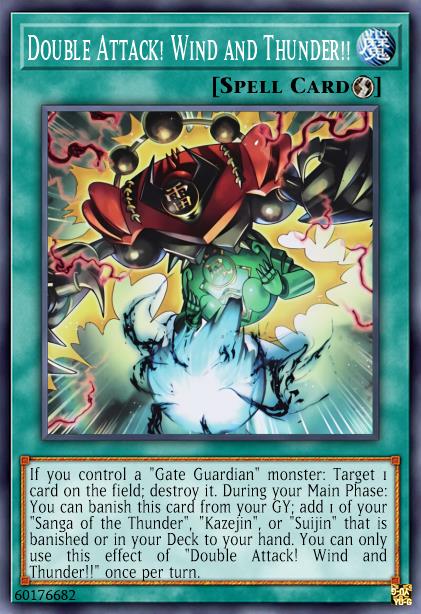 DOUBLE ATTACK! WIND AND THUNDER!!
魔
[SPELL CARD]
雷
If you control a "Gate Guardian" monster: Target 1
card on the field; destroy it. During your Main Phase:
You can banish this card from your GY; add 1 of your
"Sanga of the Thunder", "Kazejin", or "Suijin" that is
banished or in your Deck to your hand. You can only
use this effect of "Double Attack! Wind and
Thunder!!" once per turn.
60176682